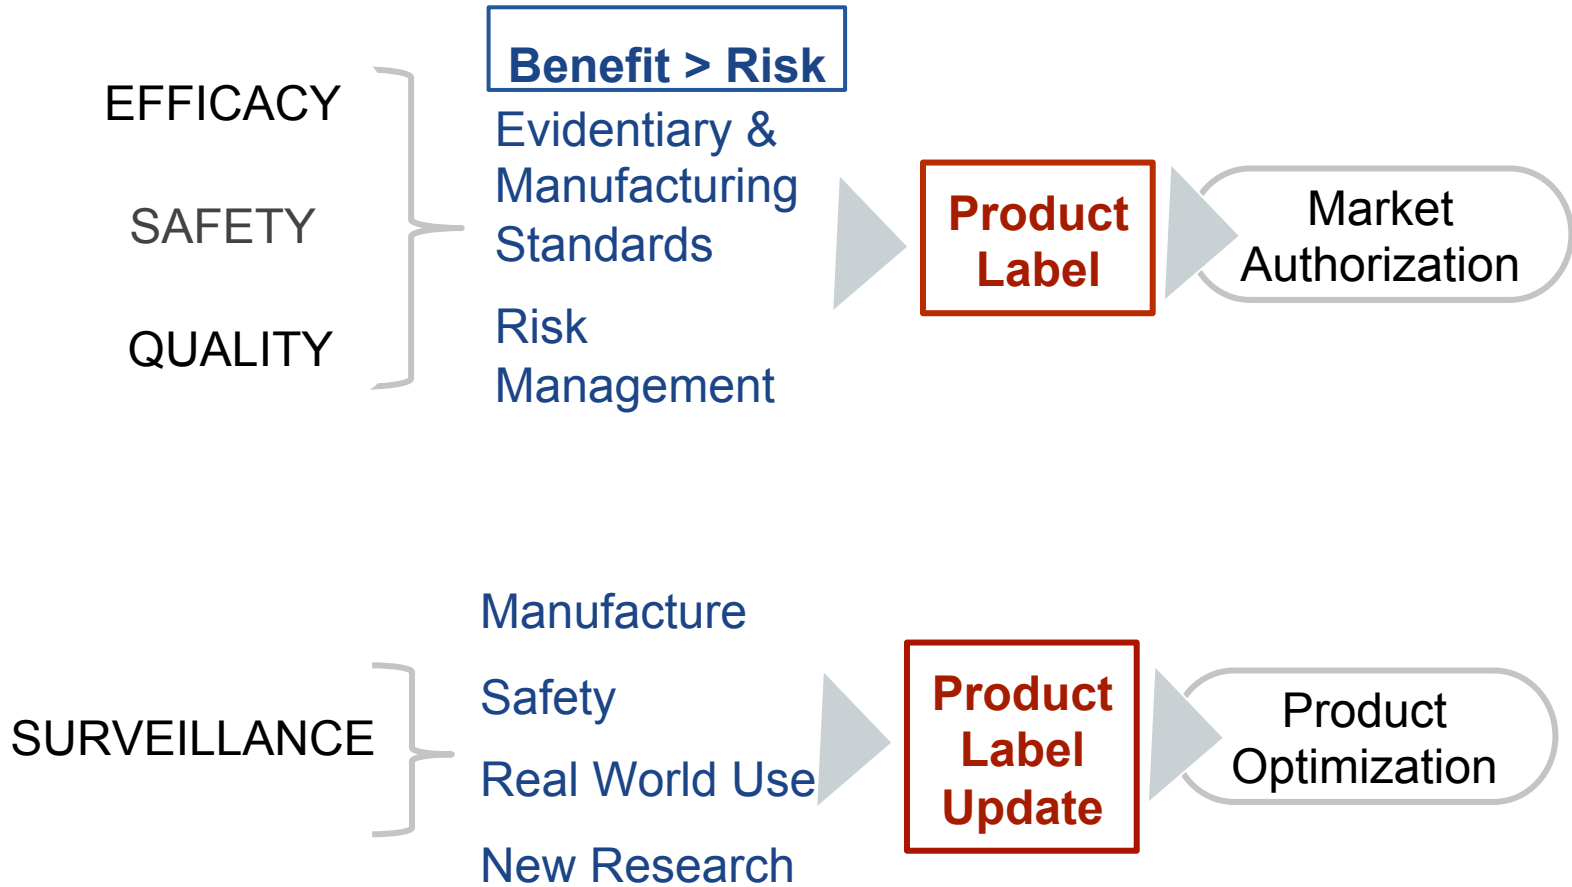 EFFICACY
SAFETY
QUALITY
Benefit > Risk
Evidentiary &
Manufacturing
Standards
Risk
Management
Product
Label
Market
Authorization
SURVEILLANCE
Manufacture
Safety
Real World Use
New Research
Product
Label
Update
Product
Optimization